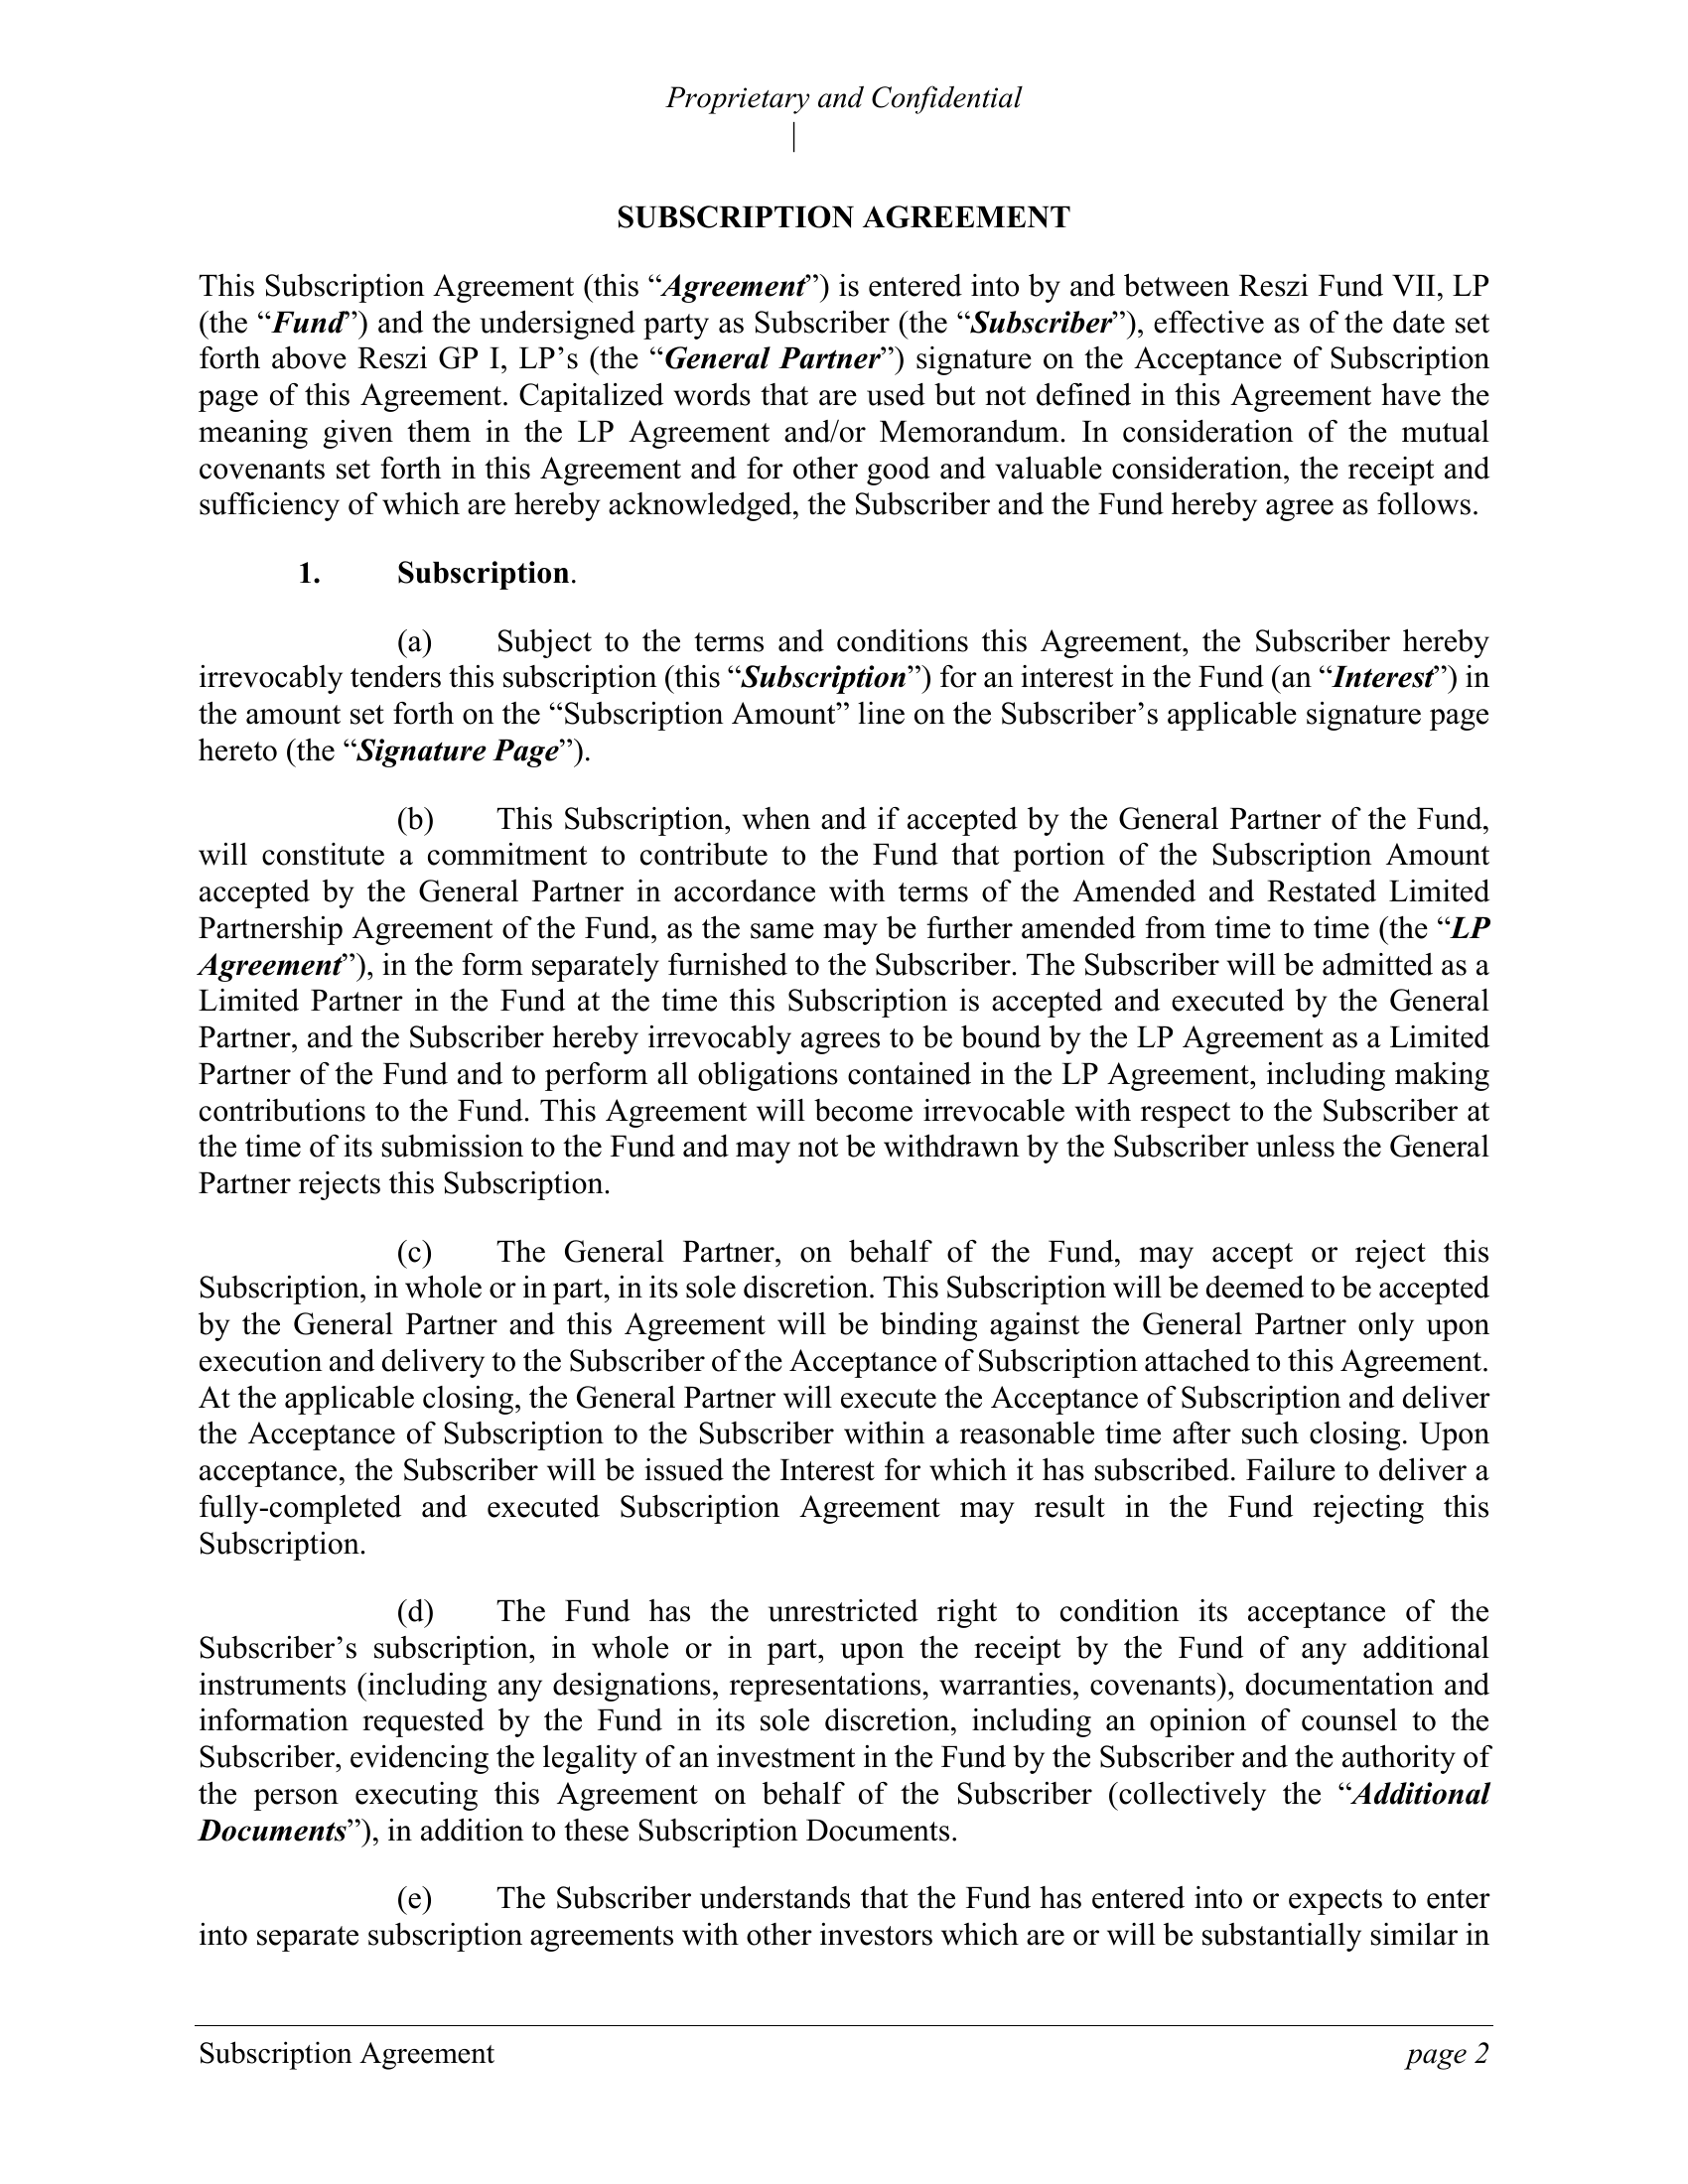 Proprietary and Confidential
|
SUBSCRIPTION AGREEMENT
This Subscription Agreement (this “Agreement”) is entered into by and between Reszi Fund VII, LP
(the “Fund”) and the undersigned party as Subscriber (the “Subscriber”), effective as of the date set
forth above Reszi GP I, LP’s (the “General Partner”) signature on the Acceptance of Subscription
page of this Agreement. Capitalized words that are used but not defined in this Agreement have the
meaning given them in the LP Agreement and/or Memorandum. In consideration of the mutual
covenants set forth in this Agreement and for other good and valuable consideration, the receipt and
sufficiency of which are hereby acknowledged, the Subscriber and the Fund hereby agree as follows.
1. Subscription.
(a) Subject to the terms and conditions this Agreement, the Subscriber hereby
irrevocably tenders this subscription (this “Subscription”) for an interest in the Fund (an “Interest”) in
the amount set forth on the “Subscription Amount” line on the Subscriber’s applicable signature page
hereto (the “Signature Page”).
(b) This Subscription, when and if accepted by the General Partner of the Fund,
will constitute a commitment to contribute to the Fund that portion of the Subscription Amount
accepted by the General Partner in accordance with terms of the Amended and Restated Limited
Partnership Agreement of the Fund, as the same may be further amended from time to time (the “LP
Agreement”), in the form separately furnished to the Subscriber. The Subscriber will be admitted as a
Limited Partner in the Fund at the time this Subscription is accepted and executed by the General
Partner, and the Subscriber hereby irrevocably agrees to be bound by the LP Agreement as a Limited
Partner of the Fund and to perform all obligations contained in the LP Agreement, including making
contributions to the Fund. This Agreement will become irrevocable with respect to the Subscriber at
the time of its submission to the Fund and may not be withdrawn by the Subscriber unless the General
Partner rejects this Subscription.
(c) The General Partner, on behalf of the Fund, may accept or reject this
Subscription, in whole or in part, in its sole discretion. This Subscription will be deemed to be accepted
by the General Partner and this Agreement will be binding against the General Partner only upon
execution and delivery to the Subscriber of the Acceptance of Subscription attached to this Agreement.
At the applicable closing, the General Partner will execute the Acceptance of Subscription and deliver
the Acceptance of Subscription to the Subscriber within a reasonable time after such closing. Upon
acceptance, the Subscriber will be issued the Interest for which it has subscribed. Failure to deliver a
fully-completed and executed Subscription Agreement may result in the Fund rejecting this
Subscription.
(d) The Fund has the unrestricted right to condition its acceptance of the
Subscriber’s subscription, in whole or in part, upon the receipt by the Fund of any additional
instruments (including any designations, representations, warranties, covenants), documentation and
information requested by the Fund in its sole discretion, including an opinion of counsel to the
Subscriber, evidencing the legality of an investment in the Fund by the Subscriber and the authority of
the person executing this Agreement on behalf of the Subscriber (collectively the “Additional
Documents”), in addition to these Subscription Documents.
(e) The Subscriber understands that the Fund has entered into or expects to enter
into separate subscription agreements with other investors which are or will be substantially similar in
Subscription Agreement page 2